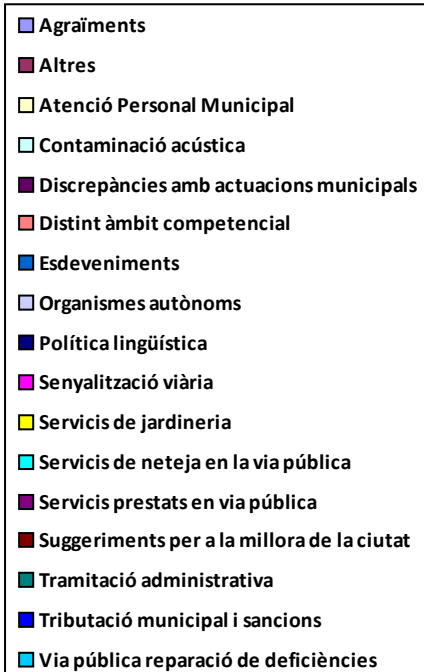 Agraïments
Altres
Atenció Personal Municipal
Contaminació acústica
Discrepàncies amb actuacions municipals
Distint àmbit competencial
Esdeveniments
Organismes autònoms
Política lingüística
Senyalització viària
Servicis de jardineria
Servicis de neteja en la via pública
Servicis prestats en via pública
Suggeriments per a la millora de la ciutat
Tramitació administrativa
Tributació municipal i sancions
Via pública reparació de deficiències